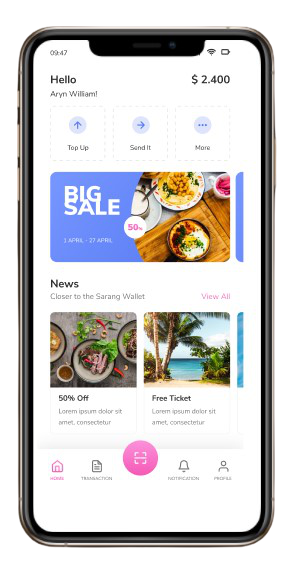 09:47
Hello
$ 2.400
Aryn William!
Top Up
Send It
More
BIG
SALE
50%
1 APRIL - 27 APRIL
News
Closer to the Sarang Wallet
View All
50% Off
Lorem ipsum dolor sit
amet, consectetur
Free Ticket
Lorem ipsum dolor sit
amet, consectetur
HOME
TRANSACTION
NOTIFICATION
PROFILE